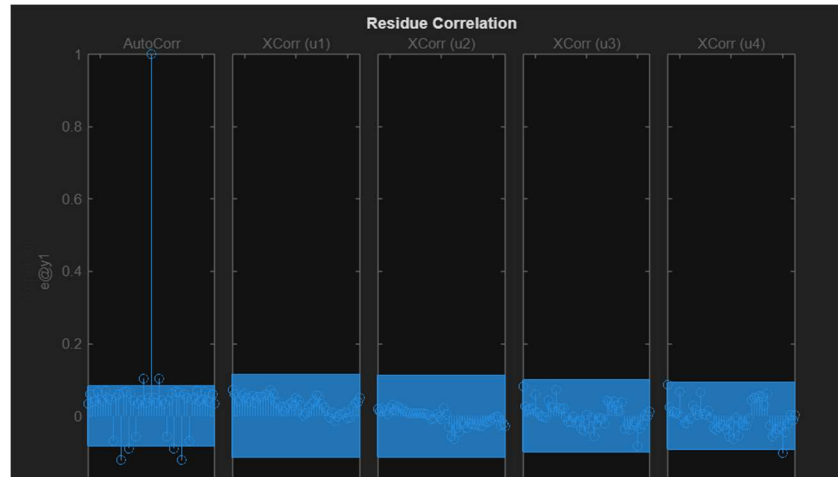 Residue Correlation
AutoCorr XCorr (u1) XCorr (u2) XCorr (u3) XCorr (u4)
1
0.8
0.6
0.4
0.2
0
e@y1